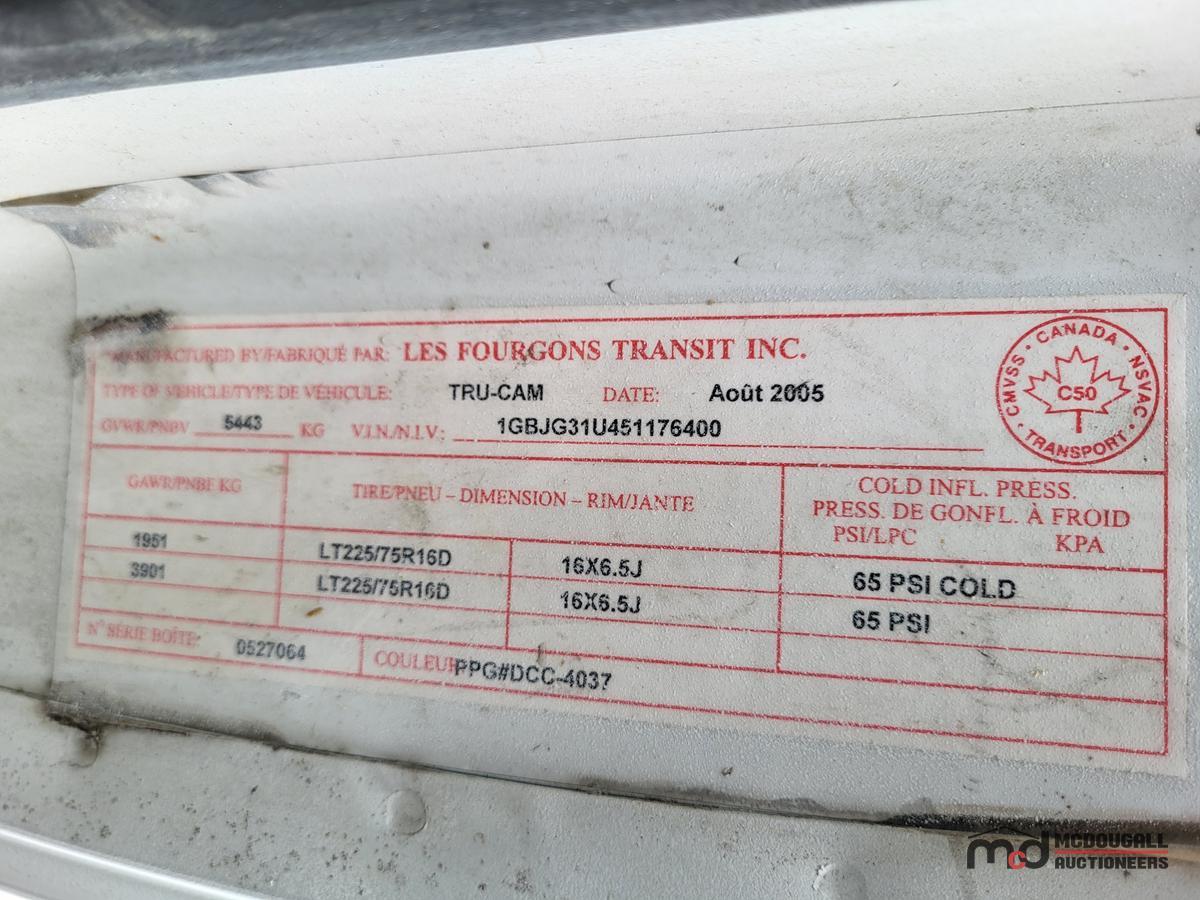 MANUFACTURED BY/FABRIQUÉ PAR: LES FOURGONS TRANSIT INC.
TYPE OF VEHICLE/TYPE DE VÉHICULE: TRU-CAM DATE: Août 2005
GVWR/PNBV 5443 KG V.I.N./N.I.V.: 1GBJG31U451176400
CANADA · NSVAC · TRANSPORT · CMVSS ·
C50
GAWR/PNBE KG TIRE/PNEU – DIMENSION – RIM/JANTE COLD INFL. PRESS.
PRESS. DE GONFL. À FROID
PSI/LPC KPA
1951 LT225/75R16D 16X6.5J 65 PSI COLD
3901 LT225/75R16D 16X6.5J 65 PSI
N° SÉRIE BOÎTE: 0527064 COULEUR PPG#DCC-4037
mcd MCDOUGALL
AUCTIONEERS